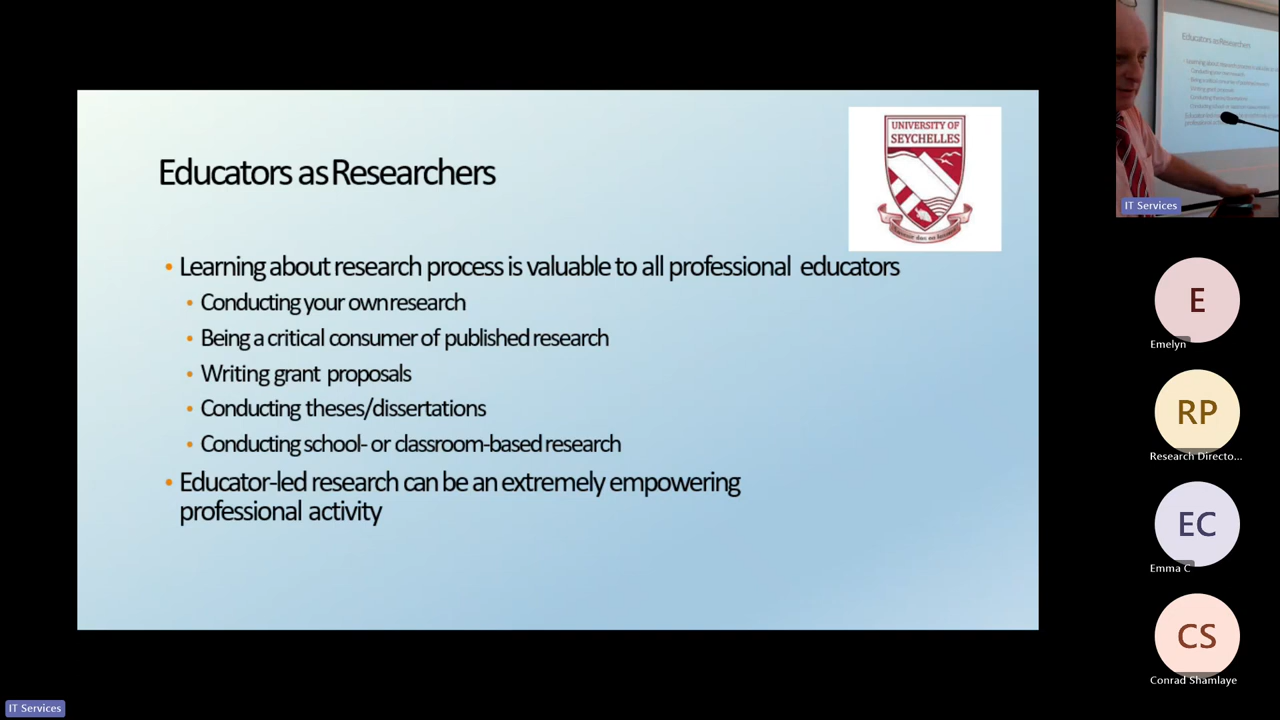 Educators as Researchers
UNIVERSITY OF
SEYCHELLES
Learning about research process is valuable to all professional educators
Conducting your own research
Being a critical consumer of published research
Writing grant proposals
Conducting theses/dissertations
Conducting school- or classroom-based research
Educator-led research can be an extremely empowering
professional activity
Educators as Researchers
IT Services
E
Emelyn
RP
Research Directo...
EC
Emma C
CS
Conrad Shamlaye
IT Services